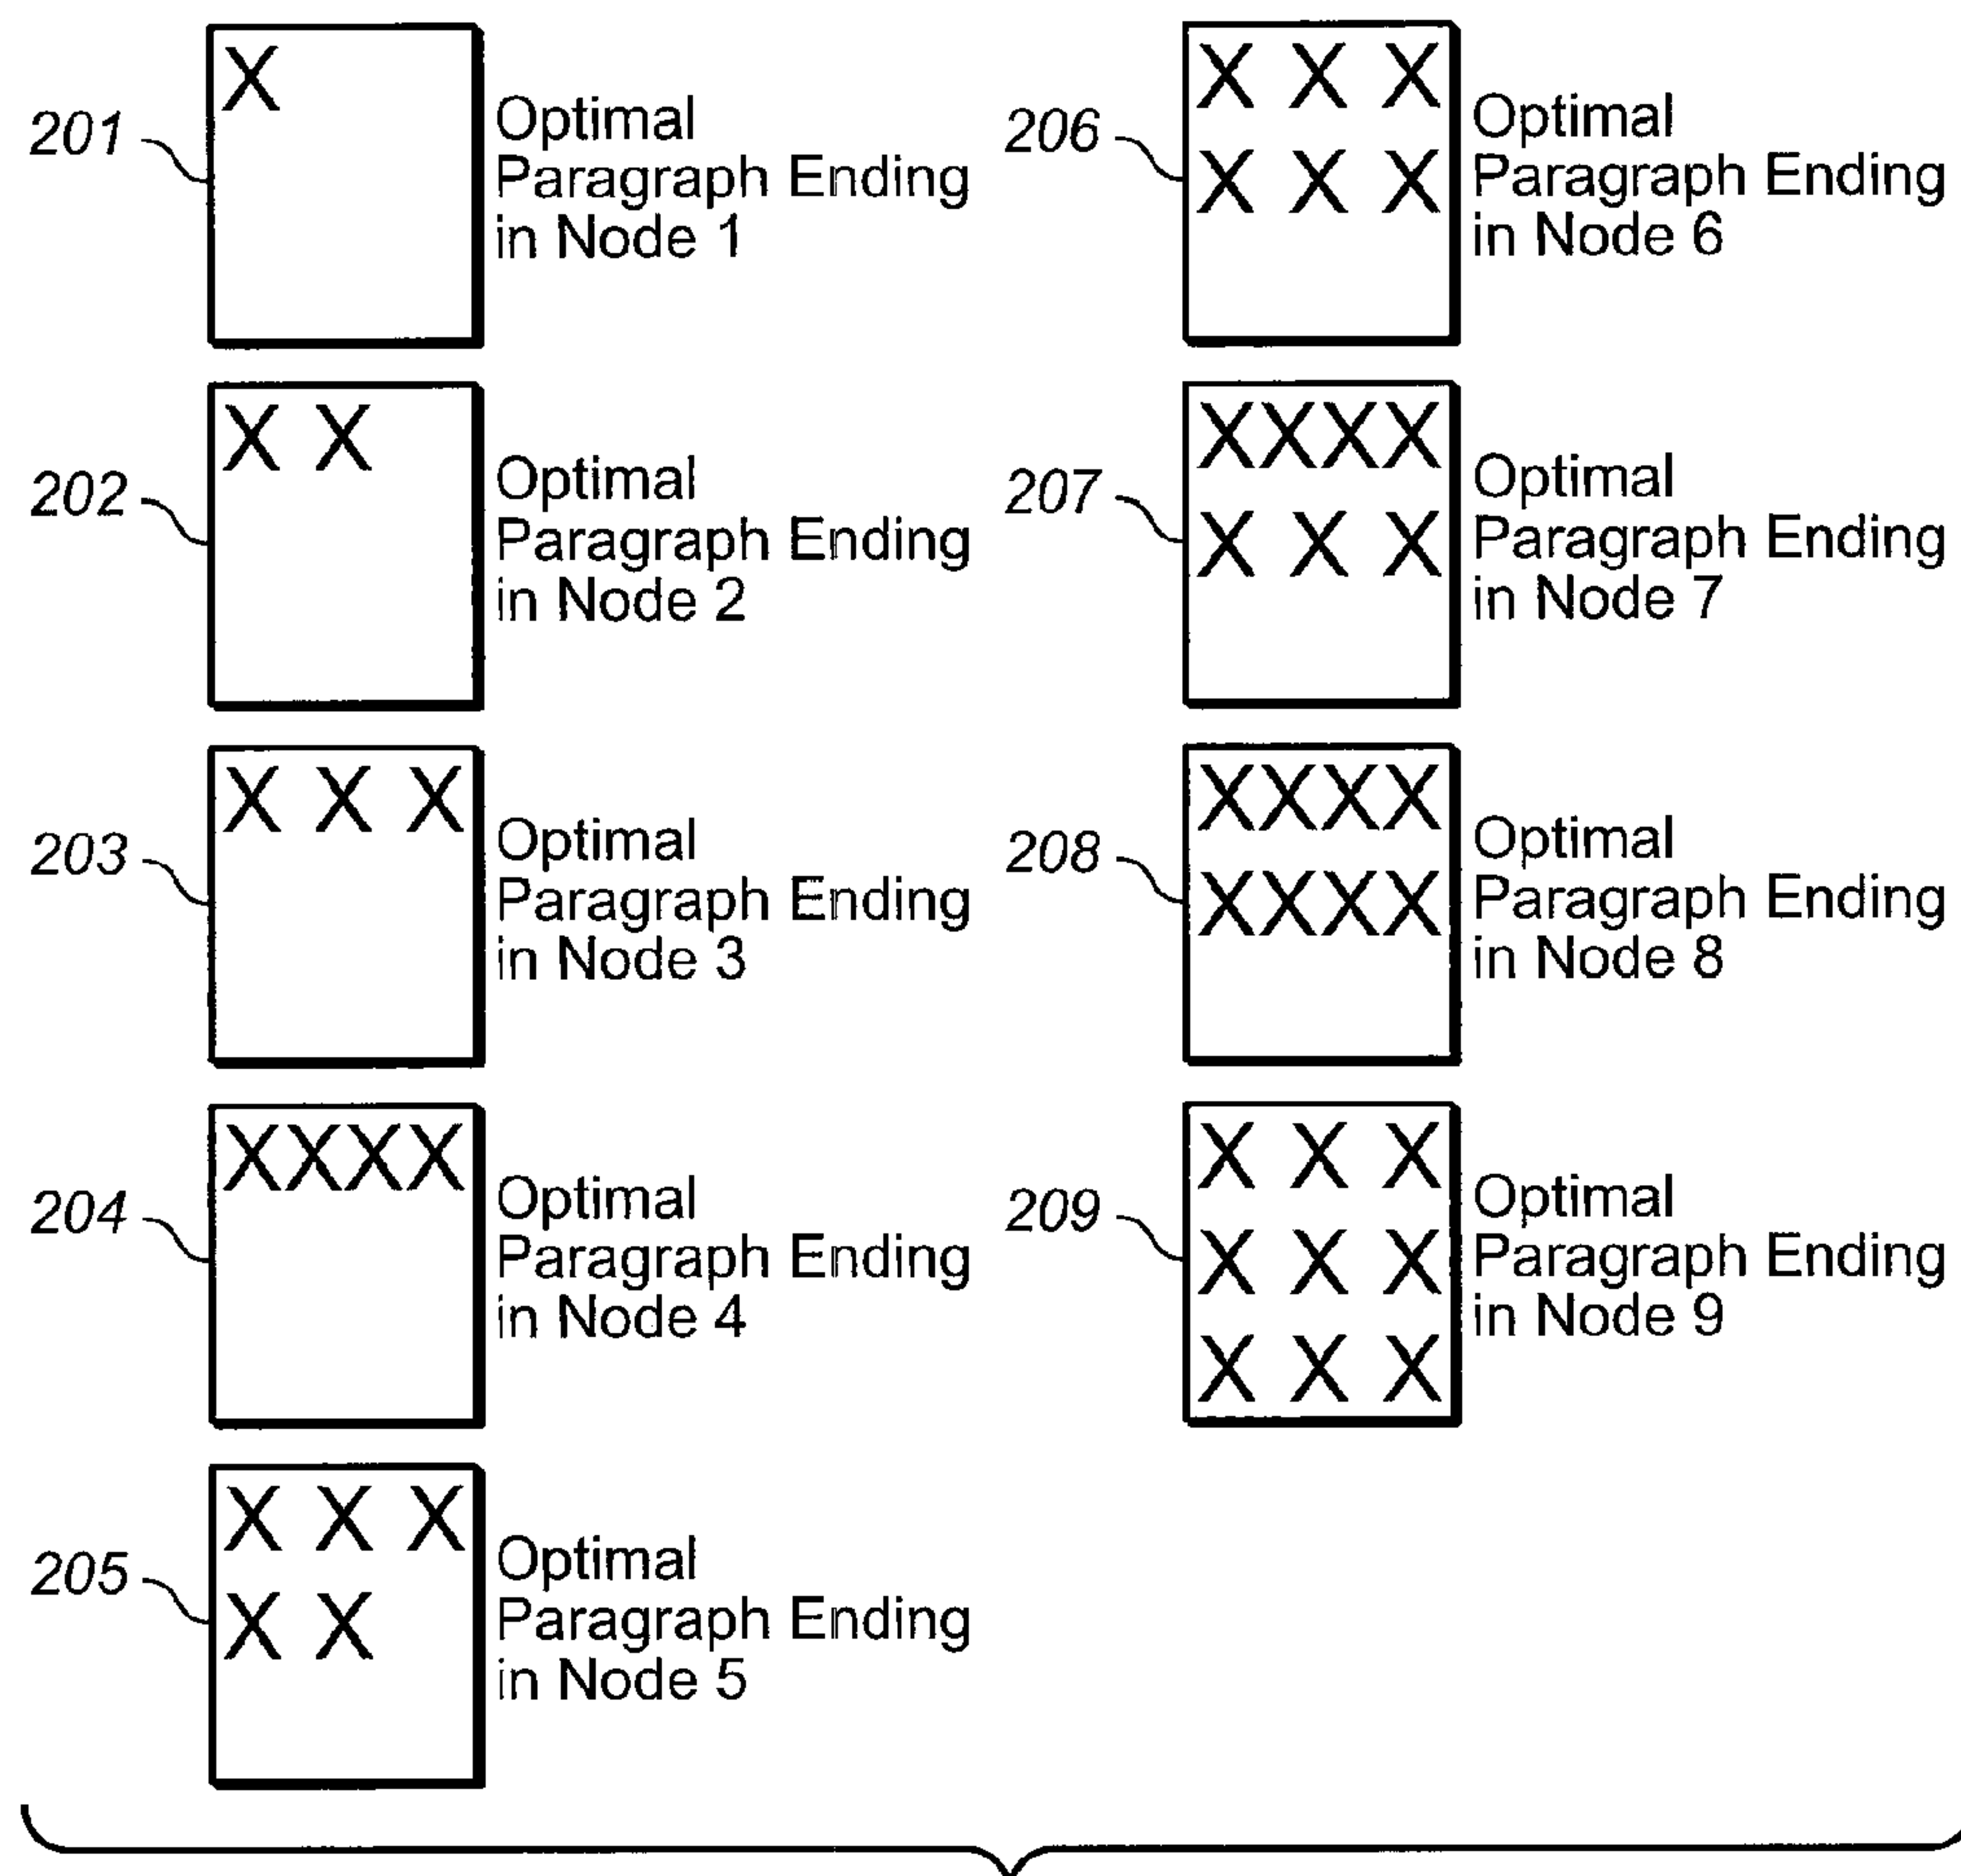 201
X
Optimal
Paragraph Ending
in Node 1
202
X X
Optimal
Paragraph Ending
in Node 2
203
X X X
Optimal
Paragraph Ending
in Node 3
204
XXXX
Optimal
Paragraph Ending
in Node 4
205
X X X
X X
Optimal
Paragraph Ending
in Node 5
206
X X X
X X X
Optimal
Paragraph Ending
in Node 6
207
XXXX
X X X
Optimal
Paragraph Ending
in Node 7
208
XXXX
XXXX
Optimal
Paragraph Ending
in Node 8
209
X X X
X X X
X X X
Optimal
Paragraph Ending
in Node 9